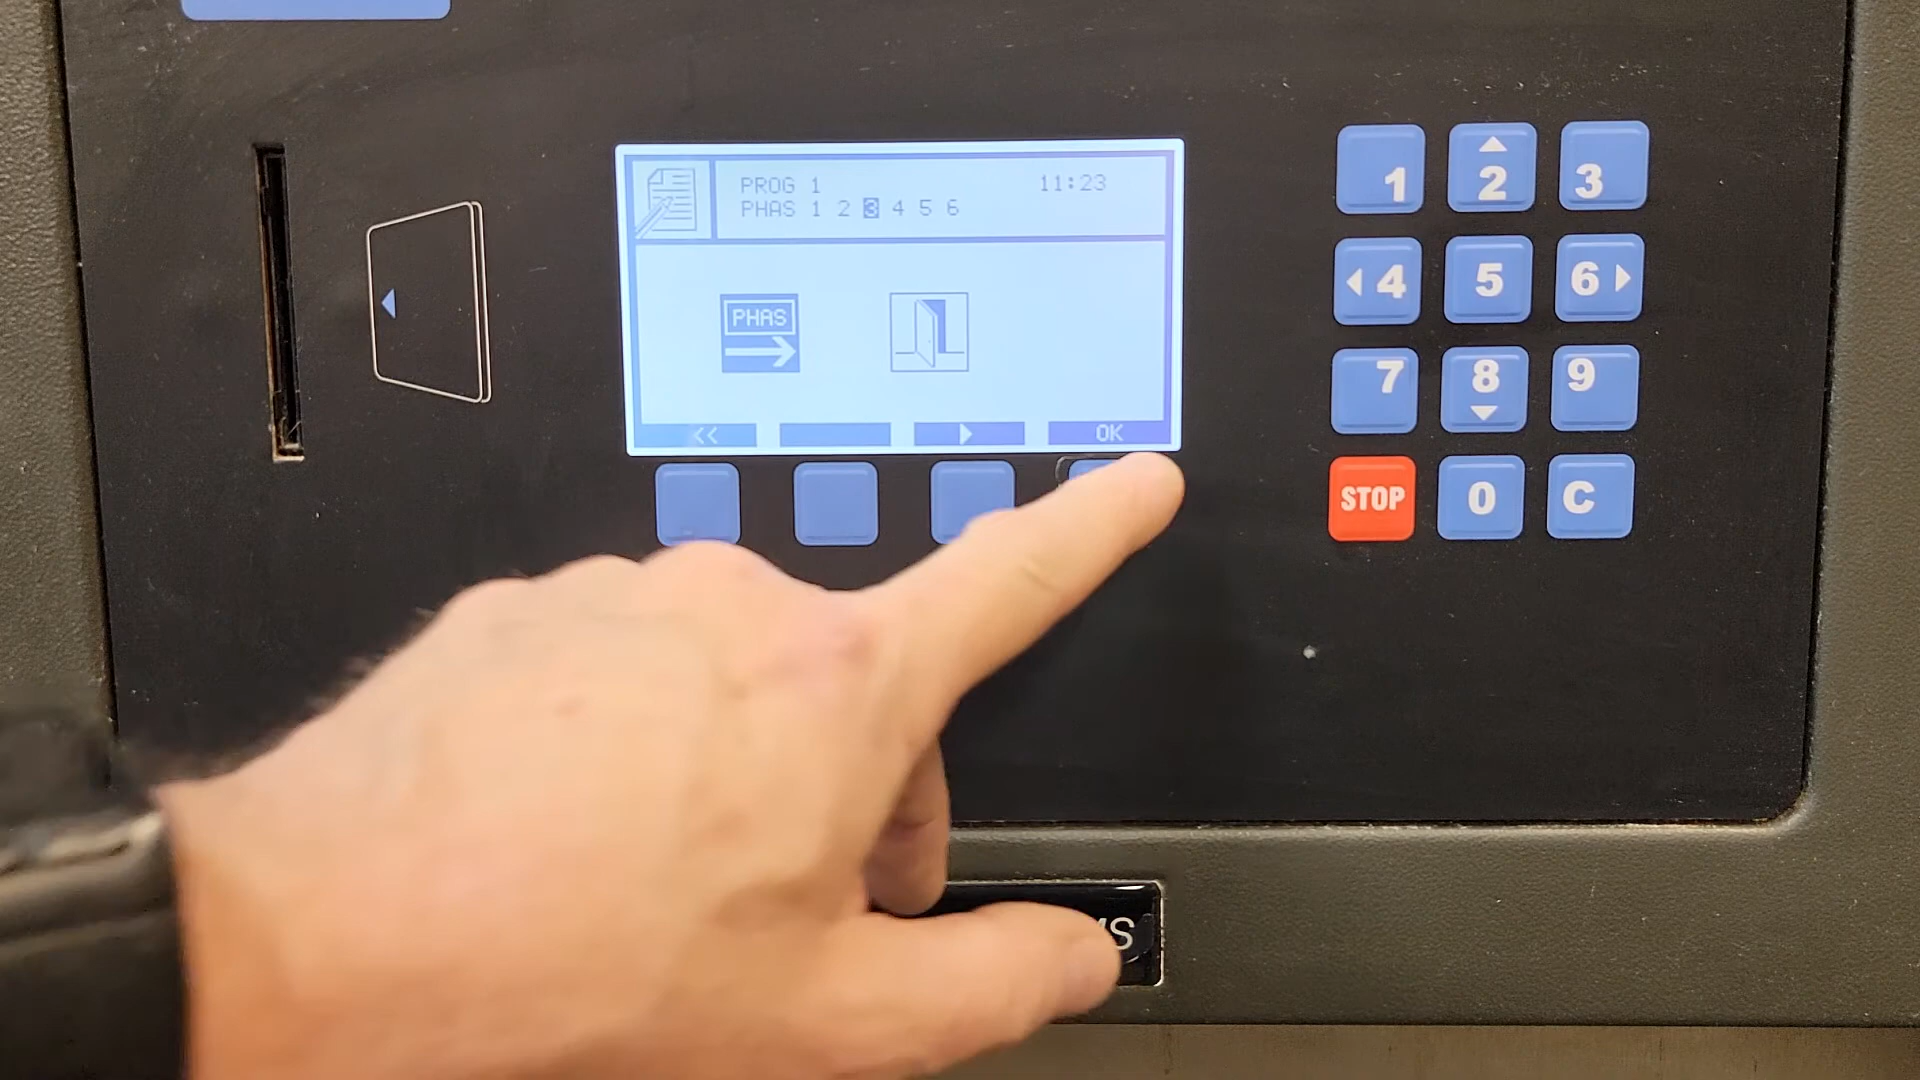 PROG 1 11:23
PHAS 1 2 3 4 5 6
PHAS
<< OK
1 2 3
4 5 6
7 8 9
STOP 0 C